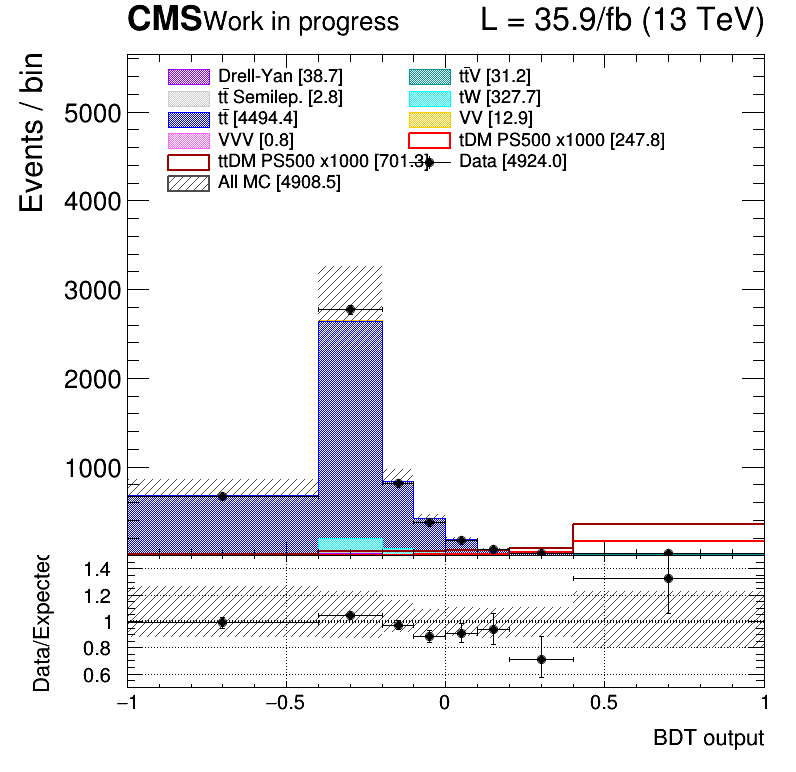 CMS Work in progress L = 35.9/fb (13 TeV)
Events / bin
Drell-Yan [38.7]
tt̄V [31.2]
tt̄ Semilep. [2.8]
tW [327.7]
tt̄ [4494.4]
VV [12.9]
VVV [0.8]
tDM PS500 x1000 [247.8]
ttDM PS500 x1000 [701.3]
Data [4924.0]
All MC [4908.5]
5000
4000
3000
2000
1000
Data/Expected
1.4
1.2
1
0.8
0.6
−1 −0.5 0 0.5 1
BDT output